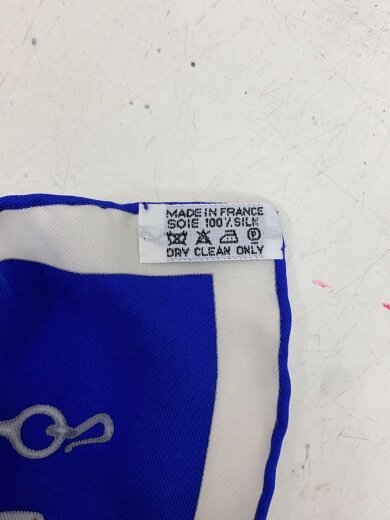 MADE IN FRANCE
SOIE 100% SILK
P
DRY CLEAN ONLY